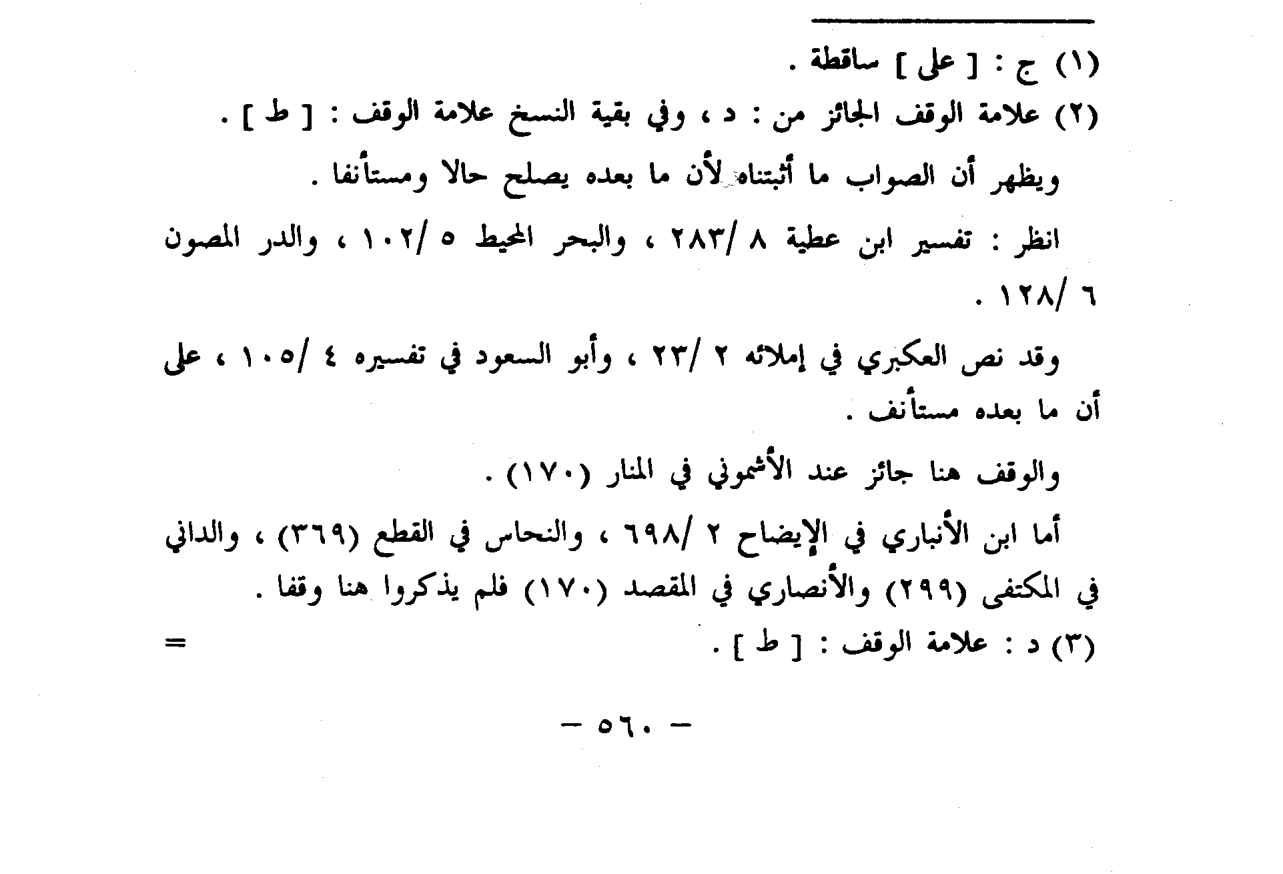 (١) ج : [ على ] ساقطة .
(٢) علامة الوقف الجائز من : د ، وفي بقية النسخ علامة الوقف : [ ط ] .
ويظهر أن الصواب ما أثبتناه لأن ما بعده يصلح حالا ومستأنفا .
انظر : تفسير ابن عطية ٨ /٢٨٣ ، والبحر المحيط ٥ /١٠٢ ، والدر المصون
٦ /١٢٨ .
وقد نص العكبري في إملائه ٢ /٢٣ ، وأبو السعود في تفسيره ٤ /١٠٥ ، على
أن ما بعده مستأنف .
والوقف هنا جائز عند الأشموني في المنار (١٧٠) .
أما ابن الأنباري في الإيضاح ٢ /٦٩٨ ، والنحاس في القطع (٣٦٩) ، والداني
في المكتفى (٢٩٩) والأنصاري في المقصد (١٧٠) فلم يذكروا هنا وقفا .
(٣) د : علامة الوقف : [ ط ] . =
– ٥٦٠ –